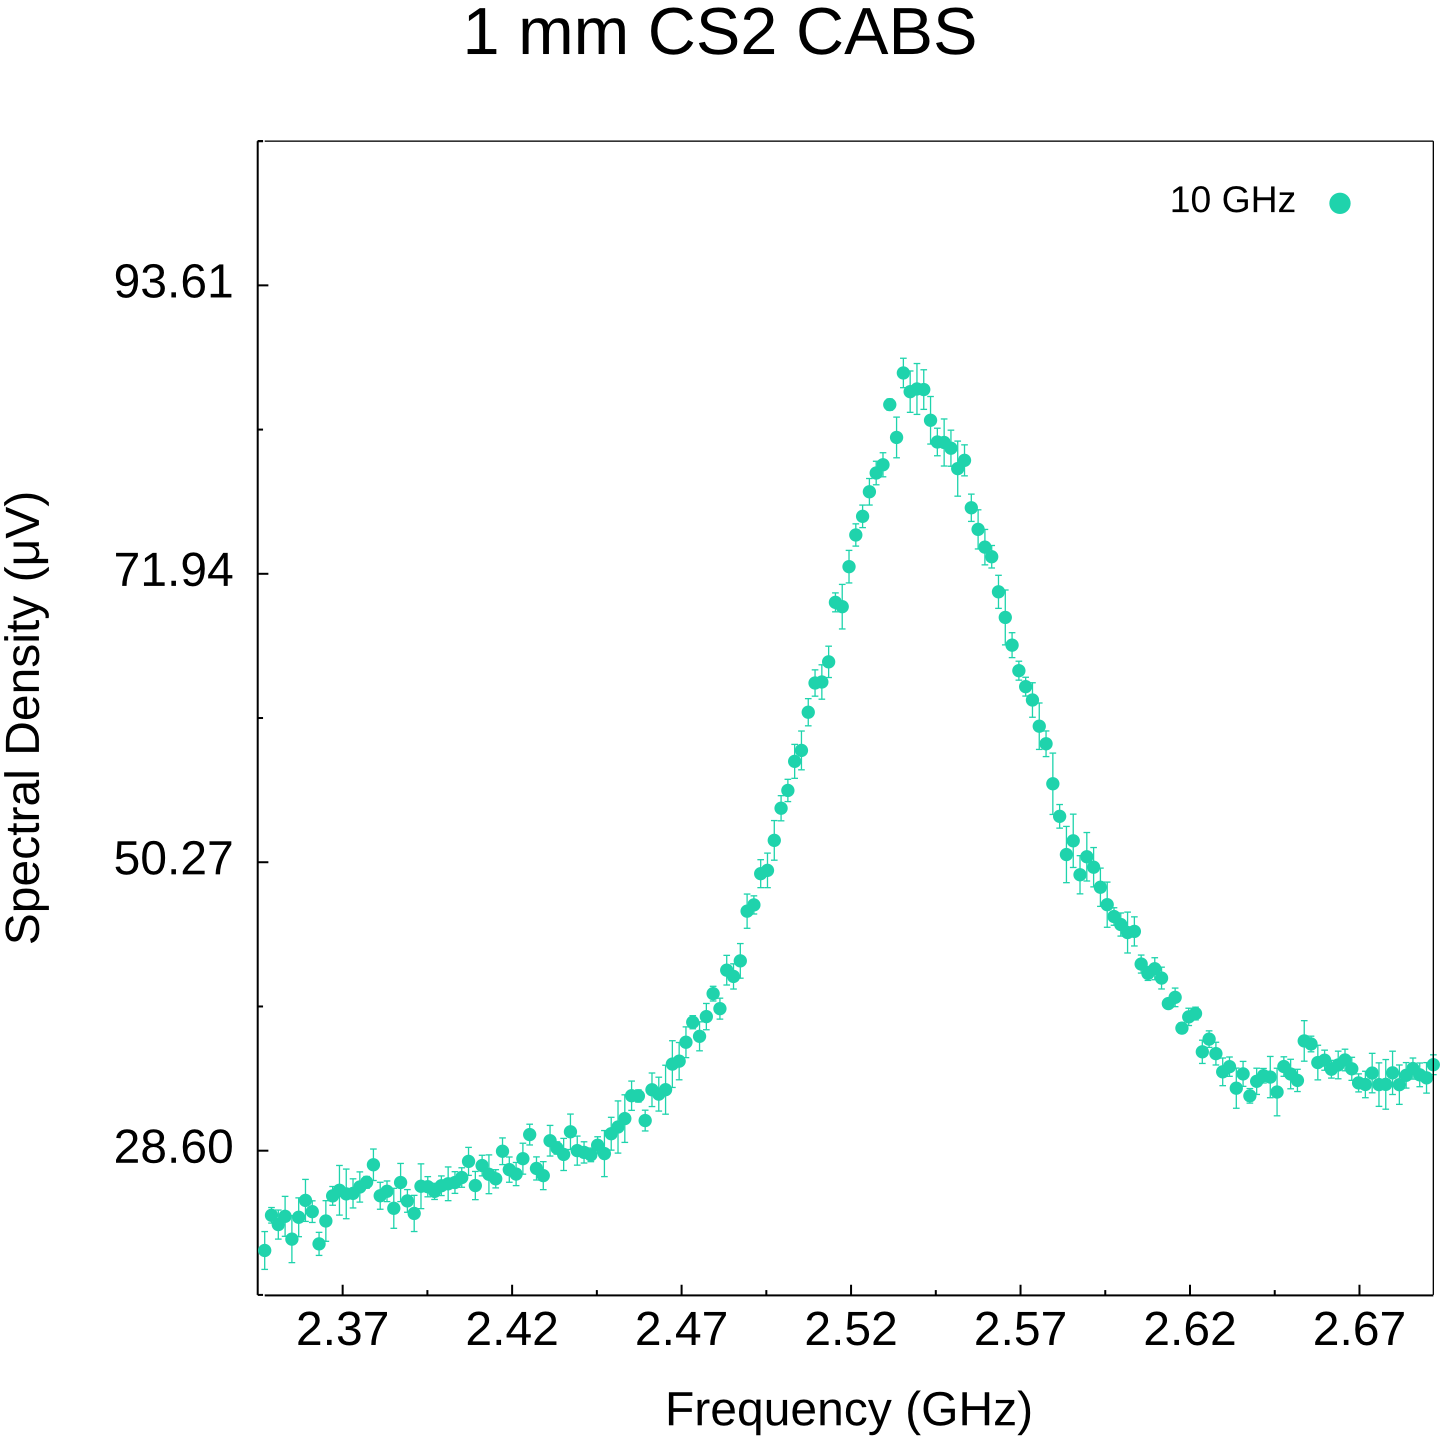 1 mm CS2 CABS
10 GHz
93.61
71.94
50.27
28.60
Spectral Density (μV)
2.37 2.42 2.47 2.52 2.57 2.62 2.67
Frequency (GHz)